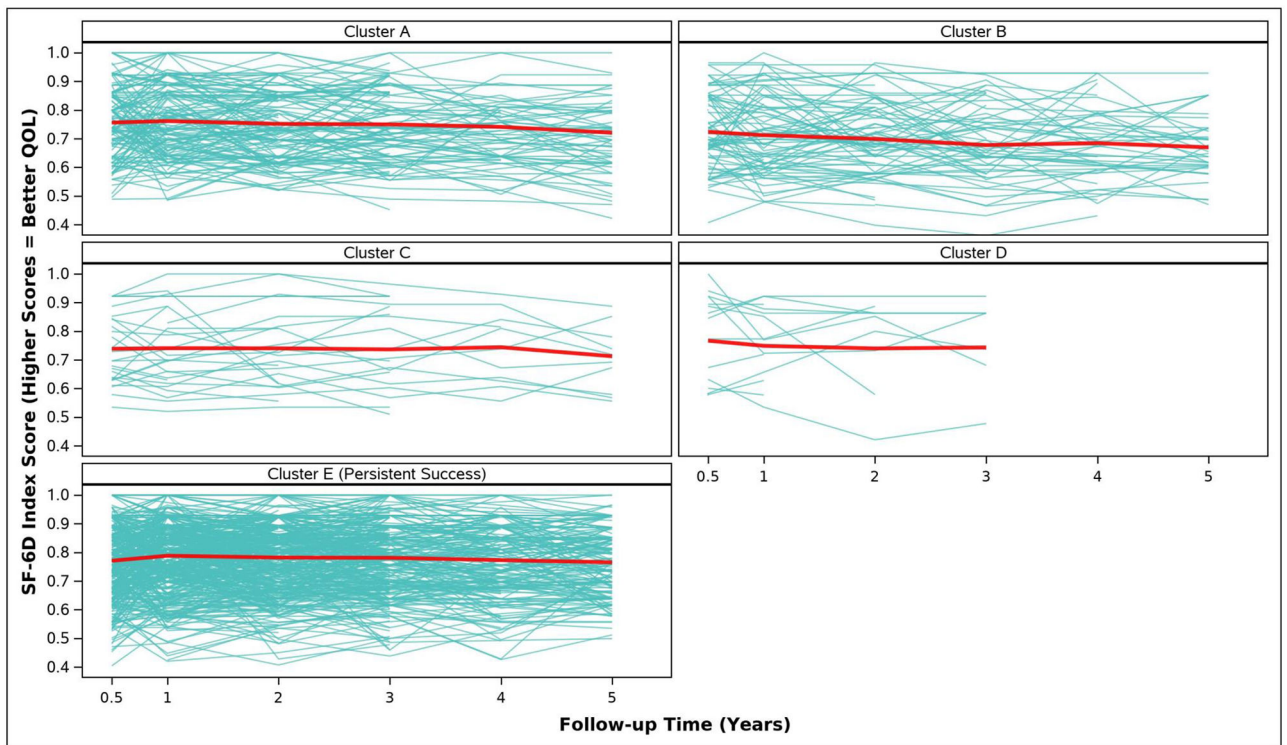 SF-6D Index Score (Higher Scores = Better QOL)
Cluster A
1.0
0.9
0.8
0.7
0.6
0.5
0.4
Cluster B
Cluster C
1.0
0.9
0.8
0.7
0.6
0.5
0.4
Cluster D
0.5 1 2 3 4 5
Cluster E (Persistent Success)
1.0
0.9
0.8
0.7
0.6
0.5
0.4
0.5 1 2 3 4 5
Follow-up Time (Years)